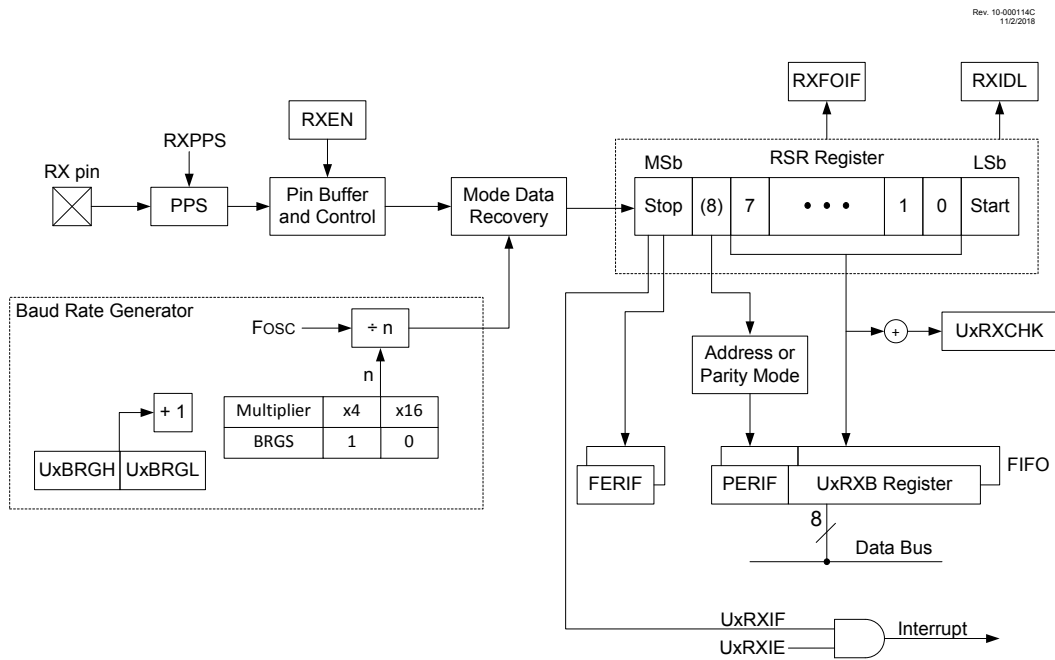 Rev. 10-000114C
11/2/2018
RXFOIF
RXIDL
RXEN
RXPPS
RX pin
PPS
Pin Buffer
and Control
Mode Data
Recovery
MSb
RSR Register
LSb
Stop
(8)
7
• • •
1
0
Start
Baud Rate Generator
FOSC
÷ n
n
+ 1
Multiplier x4 x16
BRGS 1 0
UxBRGH UxBRGL
+
UxRXCHK
Address or
Parity Mode
FERIF
PERIF
UxRXB Register
FIFO
8
Data Bus
UxRXIF
UxRXIE
Interrupt